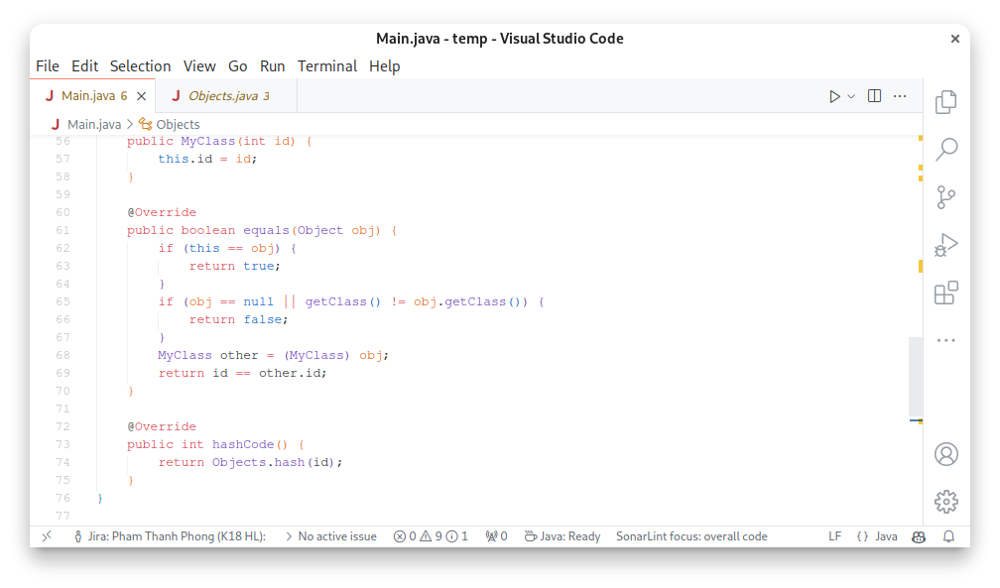 Main.java - temp - Visual Studio Code
File Edit Selection View Go Run Terminal Help
J Main.java 6 J Objects.java 3
J Main.java > Objects
56 public MyClass(int id) {
57 this.id = id;
58 }
59
60 @Override
61 public boolean equals(Object obj) {
62 if (this == obj) {
63 return true;
64 }
65 if (obj == null || getClass() != obj.getClass()) {
66 return false;
67 }
68 MyClass other = (MyClass) obj;
69 return id == other.id;
70 }
71
72 @Override
73 public int hashCode() {
74 return Objects.hash(id);
75 }
76 }
77
Jira: Pham Thanh Phong (K18 HL): > No active issue 0 9 1 0 Java: Ready SonarLint focus: overall code LF {} Java